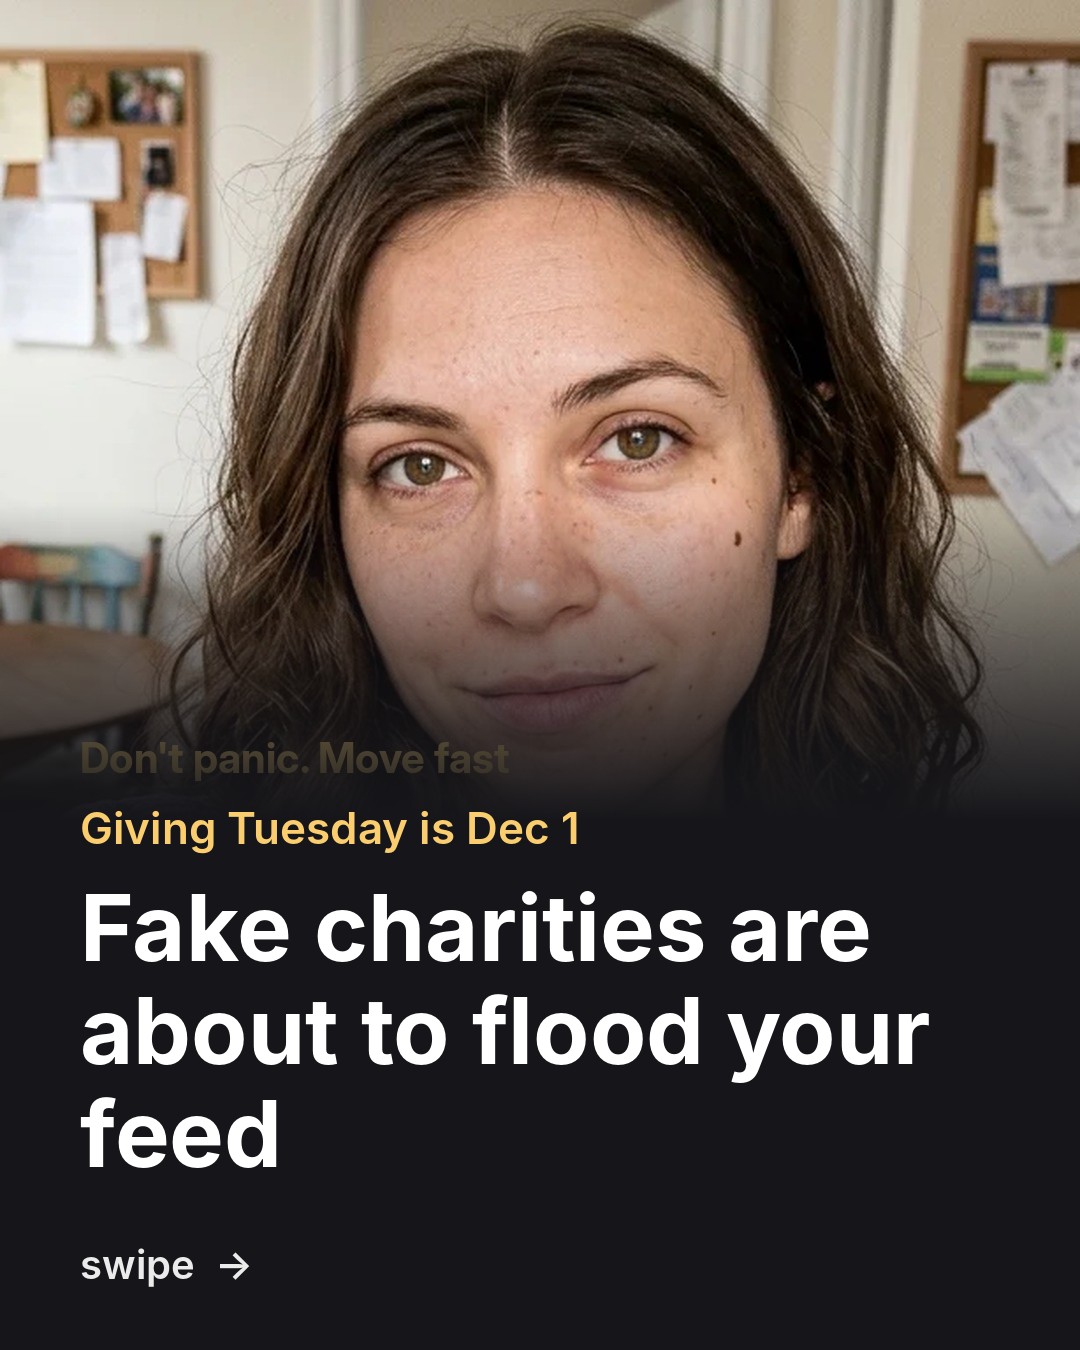 Don't panic. Move fast
Giving Tuesday is Dec 1
Fake charities are
about to flood your
feed
swipe →